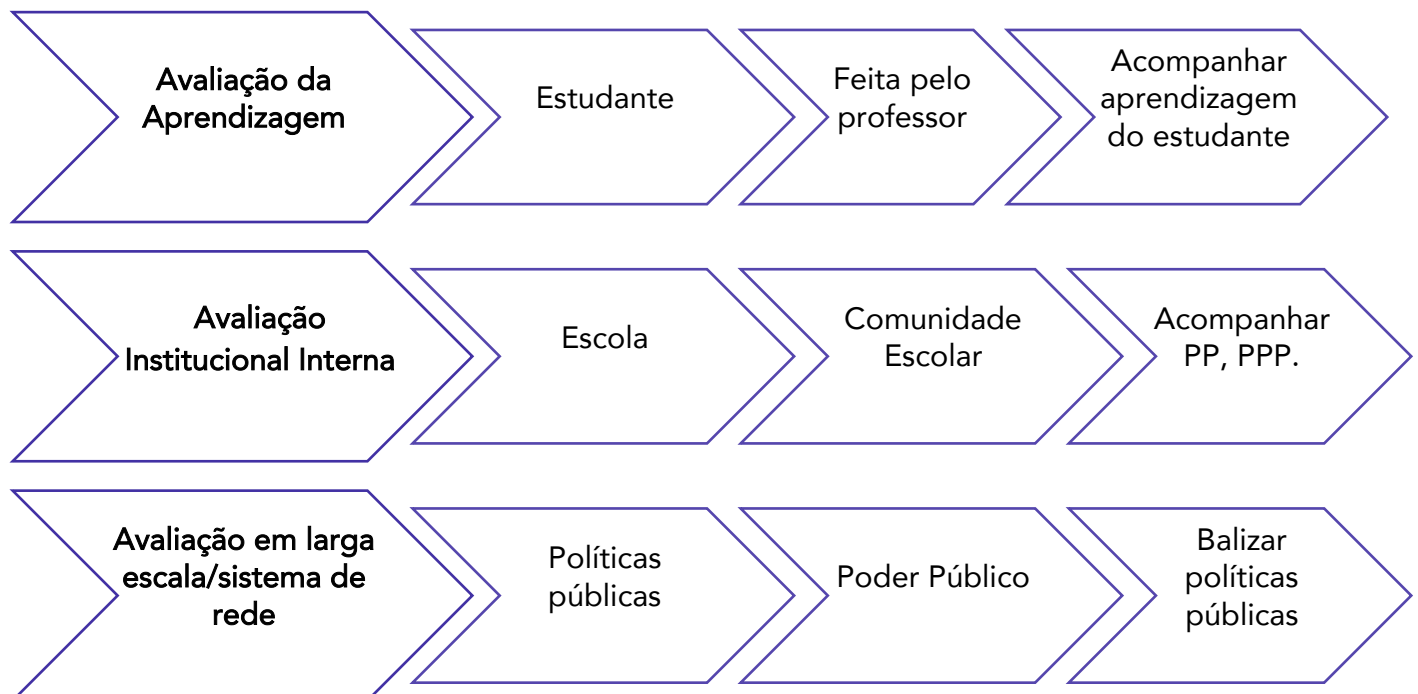 Avaliação da
Aprendizagem
Estudante
Feita pelo
professor
Acompanhar
aprendizagem
do estudante
Avaliação
Institucional Interna
Escola
Comunidade
Escolar
Acompanhar
PP, PPP.
Avaliação em larga
escala/sistema de
rede
Políticas
públicas
Poder Público
Balizar
políticas
públicas